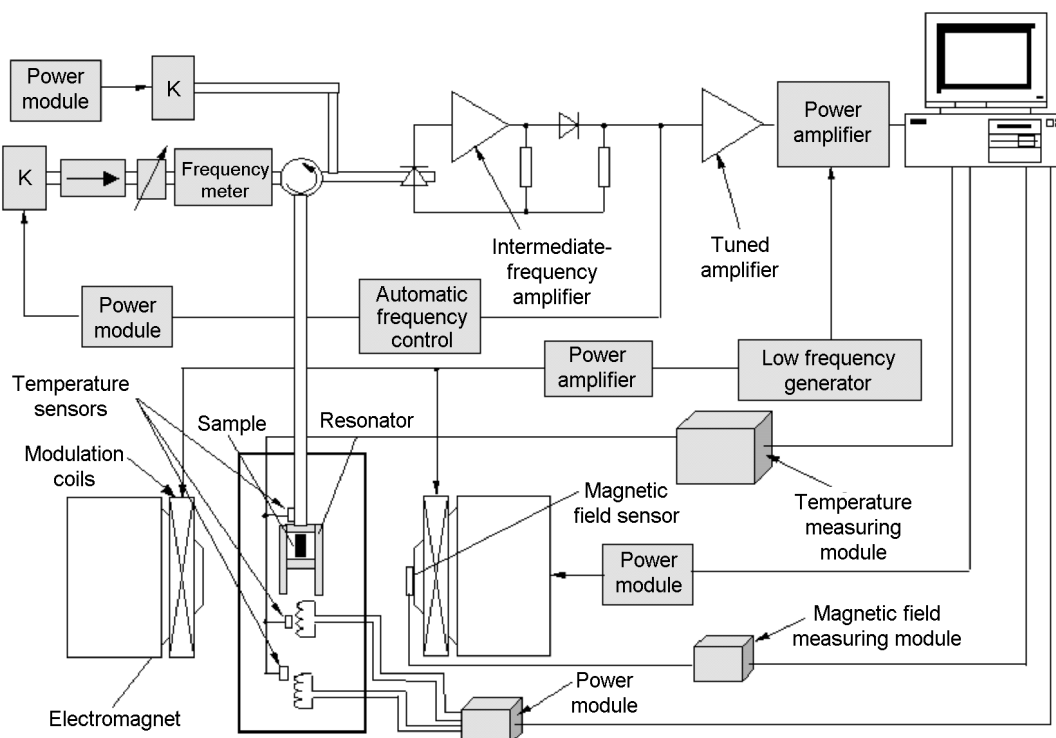 Power
module
K
K
Frequency
meter
Power
amplifier
Intermediate-
frequency
amplifier
Tuned
amplifier
Power
module
Automatic
frequency
control
Power
amplifier
Low frequency
generator
Temperature
sensors
Sample
Resonator
Modulation
coils
Magnetic
field sensor
Temperature
measuring
module
Power
module
Magnetic field
measuring module
Electromagnet
Power
module